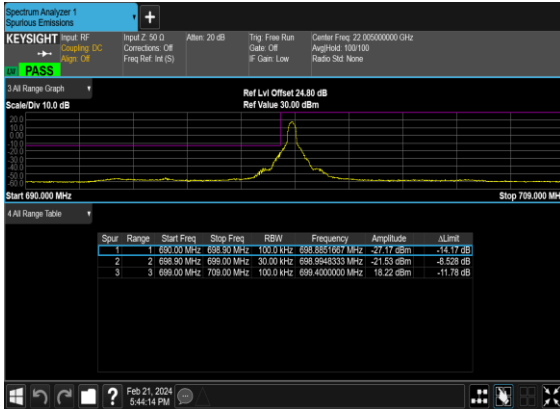 Spectrum Analyzer 1
Spurious Emissions
KEYSIGHT Input: RF Input Z: 50 Ω Atten: 20 dB Trig: Free Run Center Freq: 22.005000000 GHz
Coupling: DC Corrections: Off Gate: Off Avg|Hold: 100/100
Align: Off Freq Ref: Int (S) IF Gain: Low Radio Std: None
PASS
3 All Range Graph
Ref Lvl Offset 24.80 dB
Scale/Div 10.0 dB Ref Value 30.00 dBm
20.0
10.0
0.00
-10.0
-20.0
-30.0
-40.0
-50.0
-60.0
Start 690.000 MHz Stop 709.000 MH
4 All Range Table
Spur Range Start Freq Stop Freq RBW Frequency Amplitude ΔLimit
1 1 690.00 MHz 698.90 MHz 100.0 kHz 698.8851667 MHz -27.17 dBm -14.17 dB
2 2 698.90 MHz 699.00 MHz 30.00 kHz 698.9948333 MHz -21.53 dBm -8.528 dB
3 3 699.00 MHz 709.00 MHz 100.0 kHz 699.4000000 MHz 18.22 dBm -11.78 dB
Feb 21, 2024
5:44:14 PM